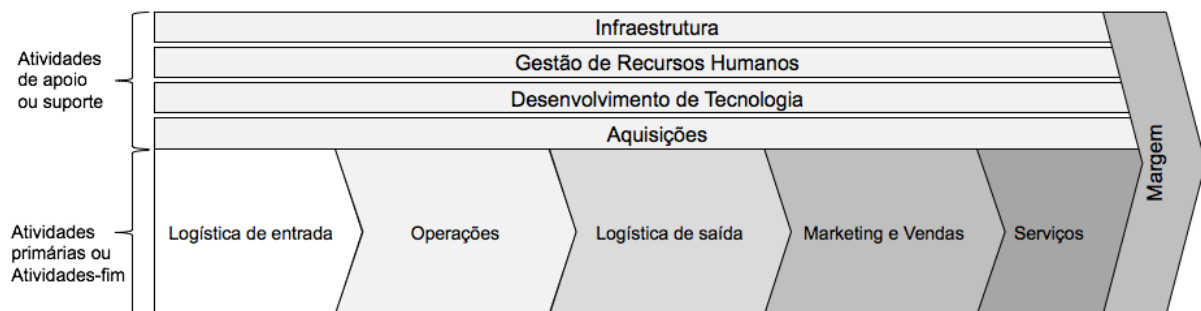 Infraestrutura
Gestão de Recursos Humanos
Desenvolvimento de Tecnologia
Aquisições
Atividades
de apoio
ou suporte
Atividades
primárias ou
Atividades-fim
Logística de entrada
Operações
Logística de saída
Marketing e Vendas
Serviços
Margem